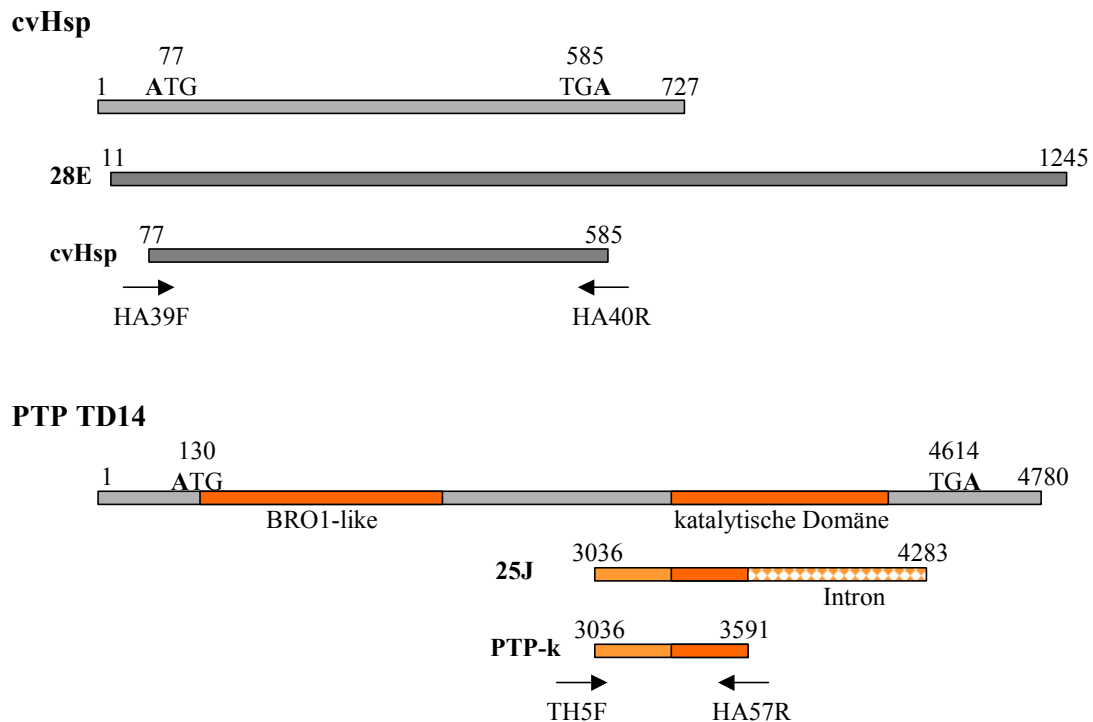 cvHsp
77 585
1 ATG TGA 727
11 1245
28E
77 585
cvHsp
HA39F HA40R
PTP TD14
130 4614
1 ATG TGA 4780
BRO1-like katalytische Domäne
3036 4283
25J
Intron
3036 3591
PTP-k
TH5F HA57R